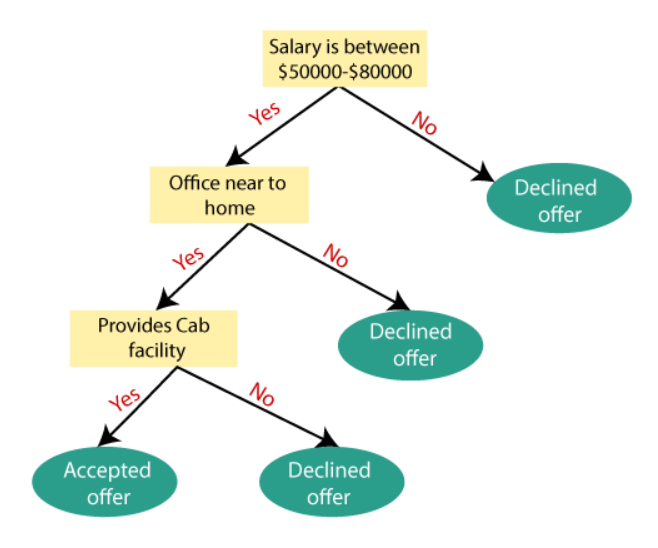 Salary is between
$50000-$80000
Yes
No
Office near to
home
Declined
offer
Yes
No
Provides Cab
facility
Declined
offer
Yes
No
Accepted
offer
Declined
offer